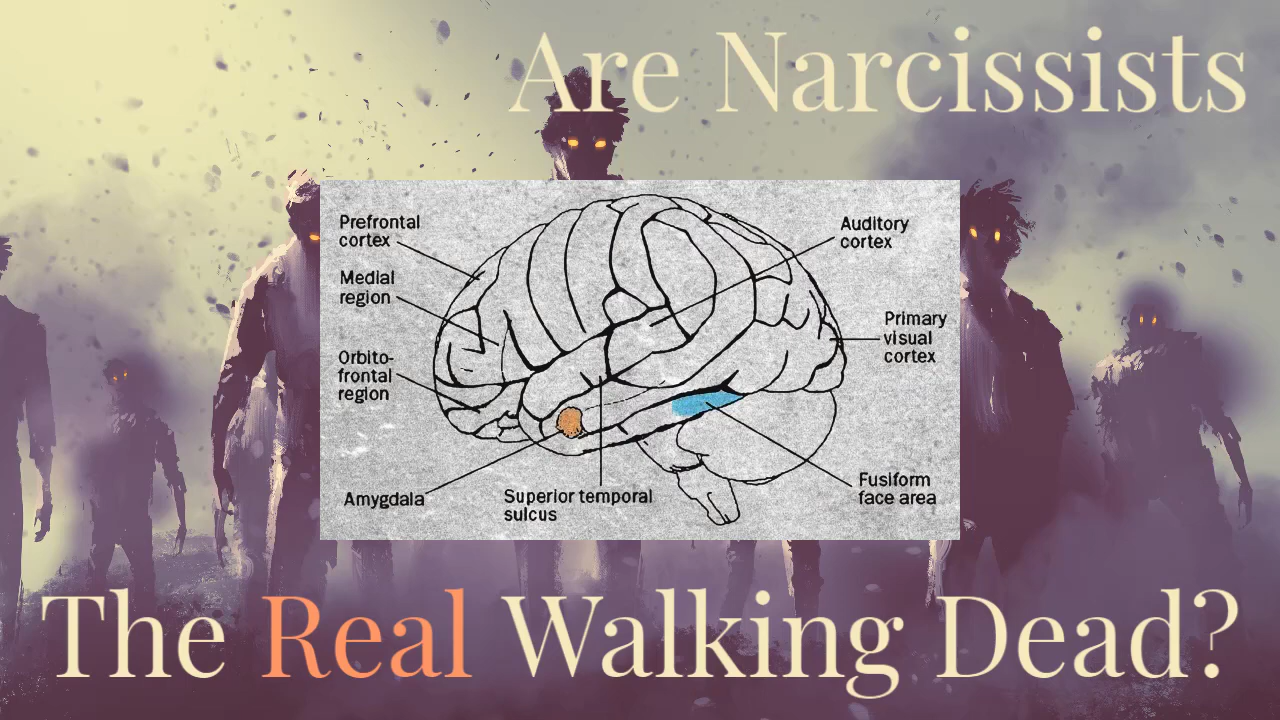 Are Narcissists
Prefrontal
cortex
Medial
region
Orbito-
frontal
region
Amygdala
Superior temporal
sulcus
Auditory
cortex
Primary
visual
cortex
Fusiform
face area
The Real Walking Dead?